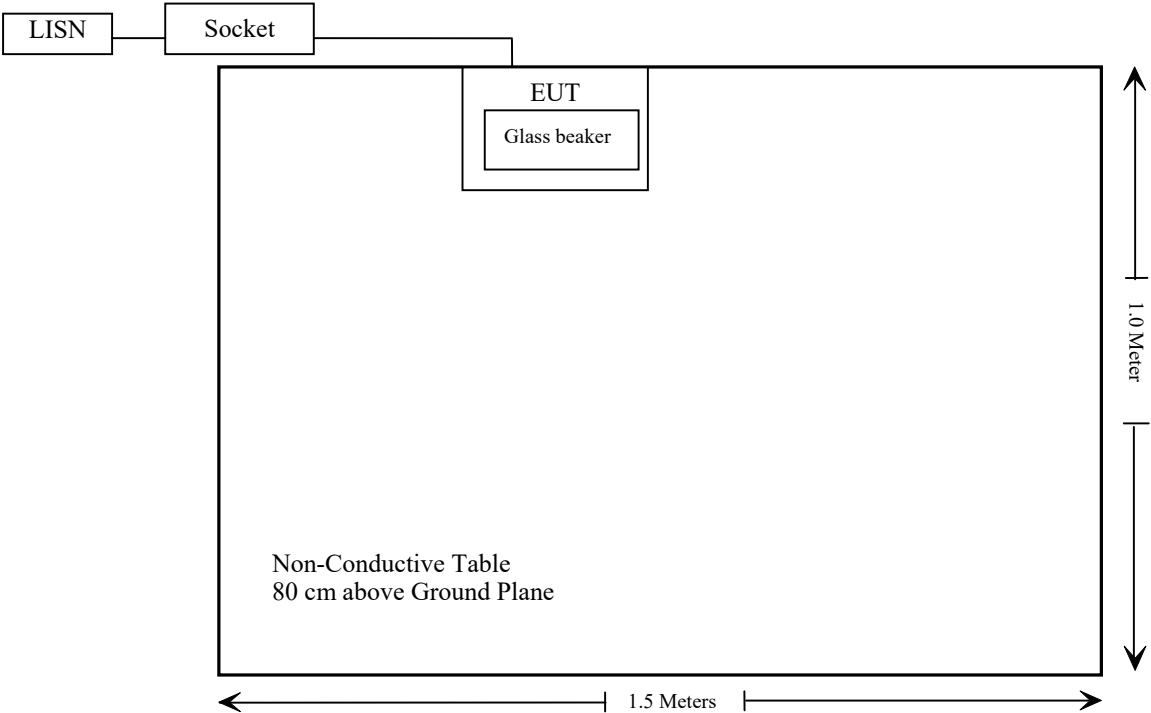 LISN
Socket
EUT
Glass beaker
1.0 Meter
Non-Conductive Table
80 cm above Ground Plane
1.5 Meters